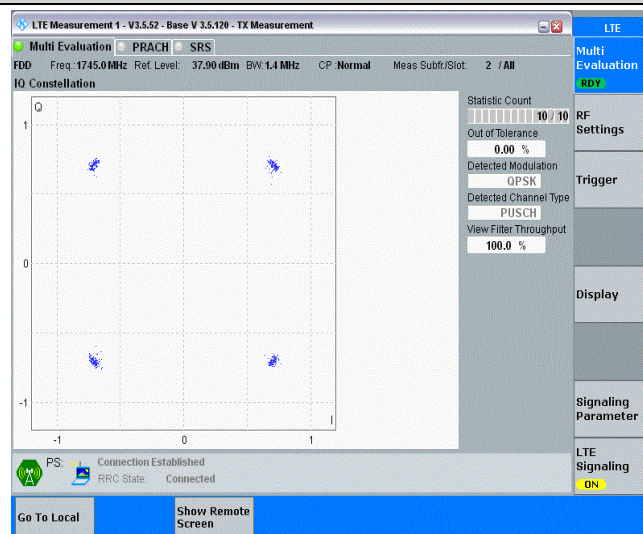 LTE Measurement 1 - V3.5.52 - Base V 3.5.120 - TX Measurement
LTE
Multi Evaluation PRACH SRS
FDD Freq.:1745.0 MHz Ref. Level: 37.90 dBm BW:1.4 MHz CP :Normal Meas Subfr./Slot: 2 / All
IQ Constellation
Q
1
0
-1
-1 0 1
I
Statistic Count
10 / 10
Out of Tolerance
0.00 %
Detected Modulation
QPSK
Detected Channel Type
PUSCH
View Filter Throughput
100.0 %
Multi
Evaluation
RDY
RF
Settings
Trigger
Display
Signaling
Parameter
LTE
Signaling
ON
PS: Connection Established
RRC State: Connected
Go To Local
Show Remote
Screen